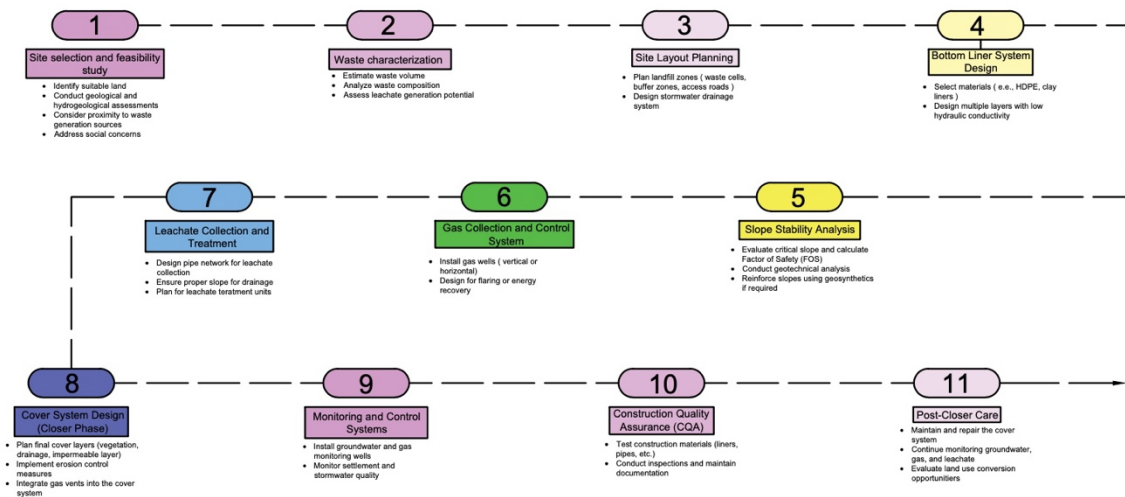 1
Site selection and feasibility
study
• Identify suitable land
• Conduct geological and
hydrogeological assessments
• Consider proximity to waste
generation sources
• Address social concerns
2
Waste characterization
• Estimate waste volume
• Analyze waste composition
• Assess leachate generation potential
3
Site Layout Planning
• Plan landfill zones ( waste cells,
buffer zones, access roads )
• Design stormwater drainage
system
4
Bottom Liner System
Design
• Select materials ( e.e., HDPE, clay
liners )
• Design multiple layers with low
hydraulic conductivity
7
Leachate Collection and
Treatment
• Design pipe network for leachate
collection
• Ensure proper slope for drainage
• Plan for leachate teratment units
6
Gas Collection and Control
System
• Install gas wells ( vertical or
horizontal)
• Design for flaring or energy
recovery
5
Slope Stability Analysis
• Evaluate critical slope and calculate
Factor of Safety (FOS)
• Conduct geotechnical analysis
• Reinforce slopes using geosynthetics
if required
8
Cover System Design
(Closer Phase)
• Plan final cover layers (vegetation,
drainage, impermeable layer)
• Implement erosion control
measures
• Integrate gas vents into the cover
system
9
Monitoring and Control
Systems
• Install groundwater and gas
monitoring wells
• Monitor settlement and
stormwater quality
10
Construction Quality
Assurance (CQA)
• Test construction materials (liners,
pipes, etc.)
• Conduct inspections and maintain
documentation
11
Post-Closer Care
• Maintain and repair the cover
system
• Continue monitoring groundwater,
gas, and leachate
• Evaluate land use conversion
opportunitiers